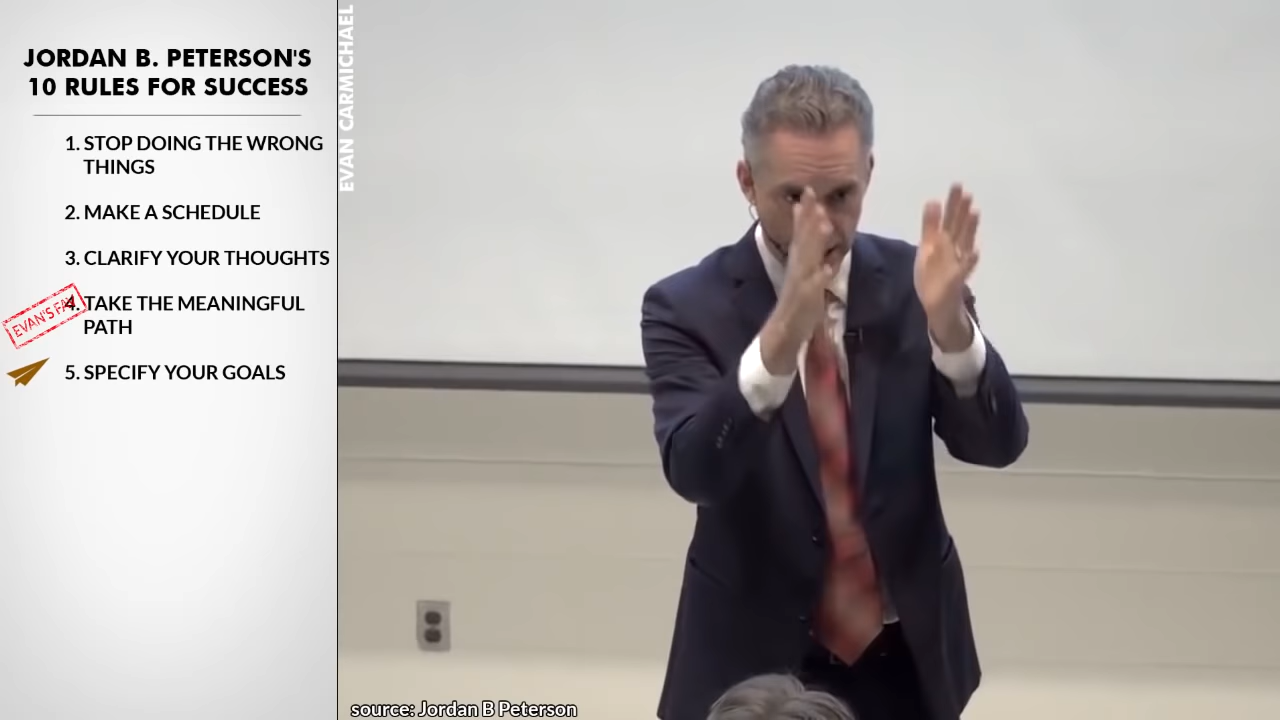 JORDAN B. PETERSON'S
10 RULES FOR SUCCESS
1. STOP DOING THE WRONG
THINGS
2. MAKE A SCHEDULE
3. CLARIFY YOUR THOUGHTS
EVAN'S
4. TAKE THE MEANINGFUL
PATH
5. SPECIFY YOUR GOALS
EVAN CARMICHAEL
source: Jordan B Peterson